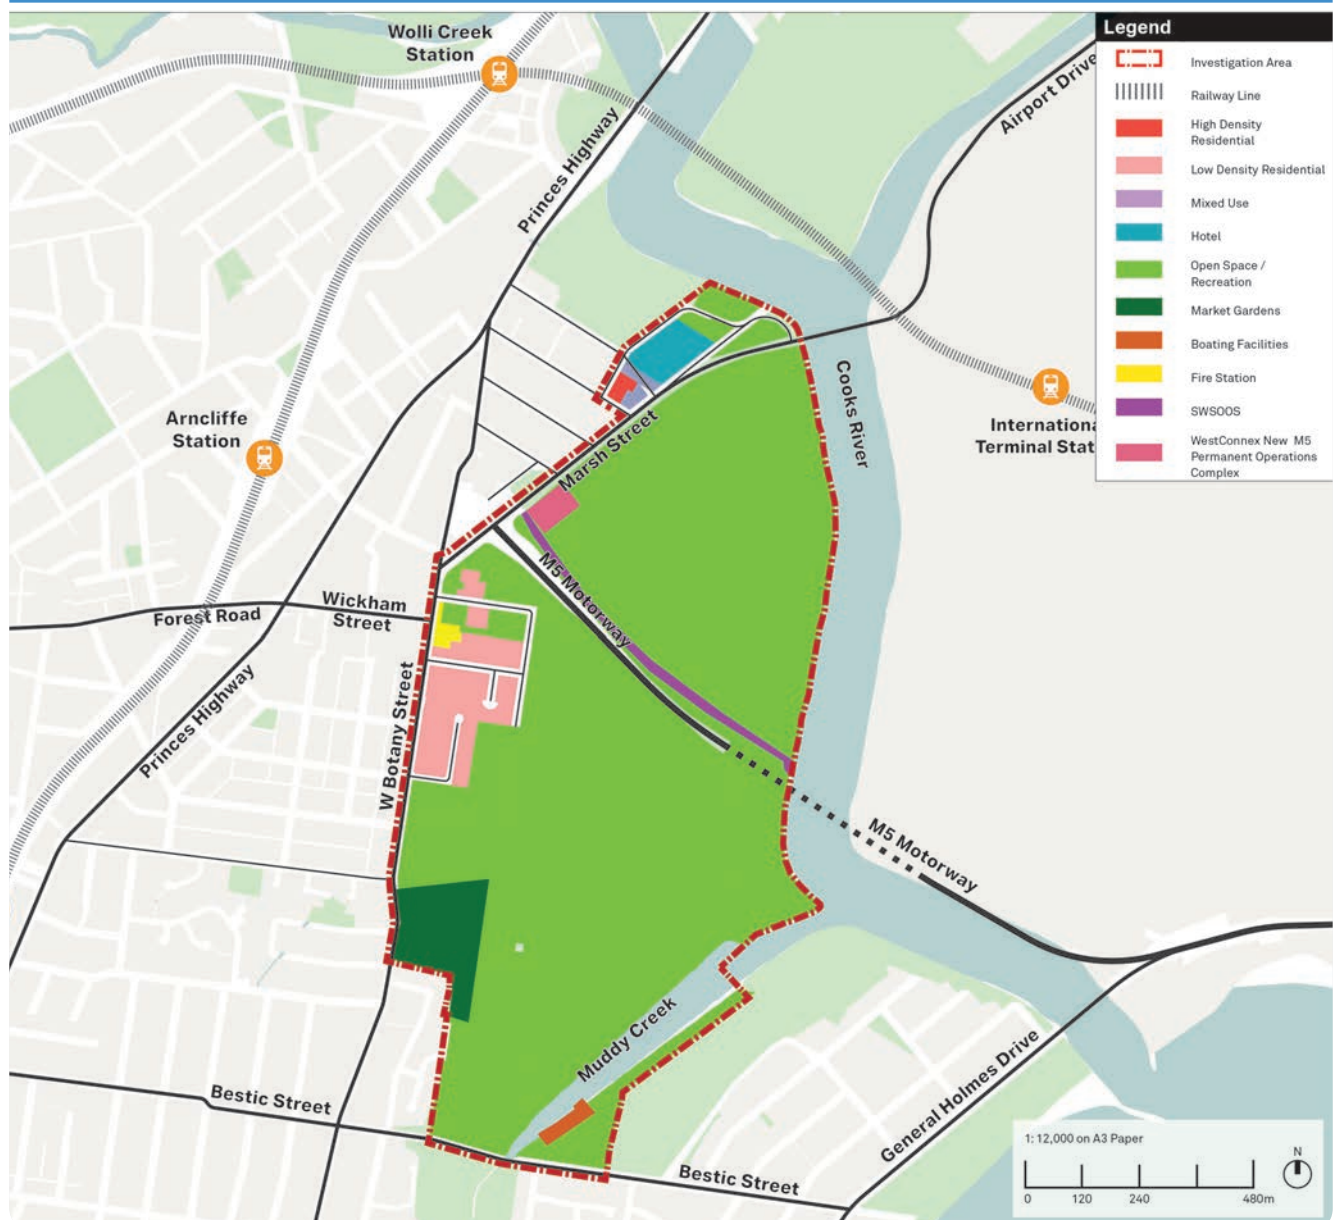 Wolli Creek
Station
Princes Highway
Airport Drive
Legend
Investigation Area
Railway Line
High Density
Residential
Low Density Residential
Mixed Use
Hotel
Open Space /
Recreation
Market Gardens
Boating Facilities
Fire Station
SWSOOS
WestConnex New M5
Permanent Operations
Complex
Arncliffe
Station
Marsh Street
Cooks River
Internationa
Terminal Stat
M5 Motorway
Forest Road
Wickham
Street
Princes Highway
W Botany Street
M5 Motorway
Muddy Creek
Bestic Street
Bestic Street
General Holmes Drive
1: 12,000 on A3 Paper
N
0 120 240 480m